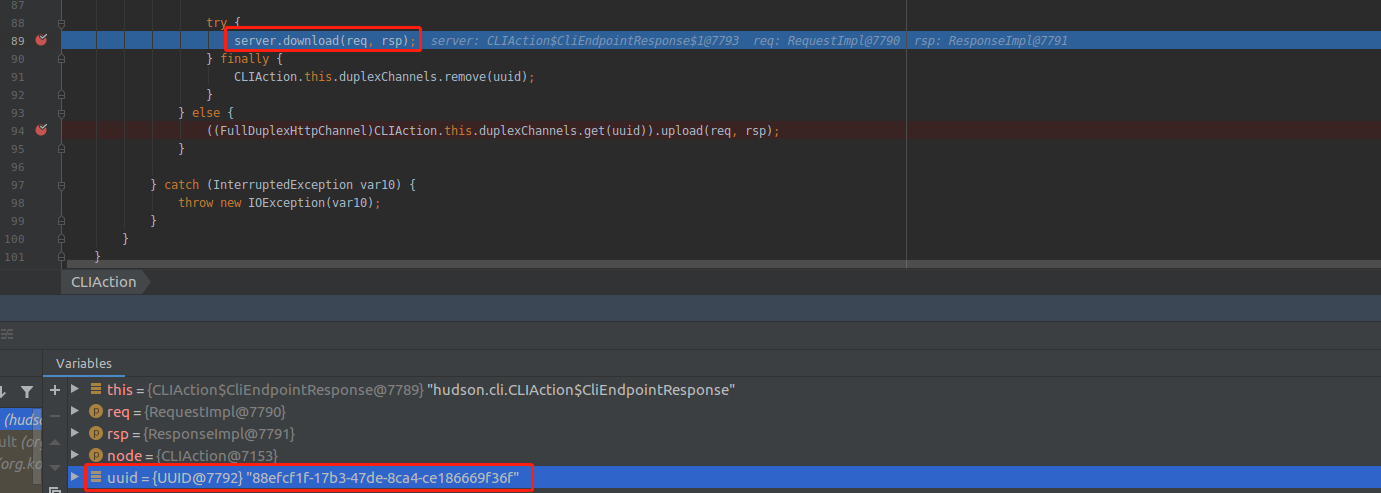 87
88 try {
89 server.download(req, rsp); server: CLIAction$CliEndpointResponse$1@7793 req: RequestImpl@7790 rsp: ResponseImpl@7791
90 } finally {
91 CLIAction.this.duplexChannels.remove(uuid);
92 }
93 } else {
94 ((FullDuplexHttpChannel)CLIAction.this.duplexChannels.get(uuid)).upload(req, rsp);
95 }
96
97 } catch (InterruptedException var10) {
98 throw new IOException(var10);
99 }
100 }
101 }
CLIAction
Variables
this = {CLIAction$CliEndpointResponse@7789} "hudson.cli.CLIAction$CliEndpointResponse"
p req = {RequestImpl@7790}
(hudso
p rsp = {ResponseImpl@7791}
ult (org
p node = {CLIAction@7153}
(org.ko
uuid = {UUID@7792} "88efcf1f-17b3-47de-8ca4-ce186669f36f"